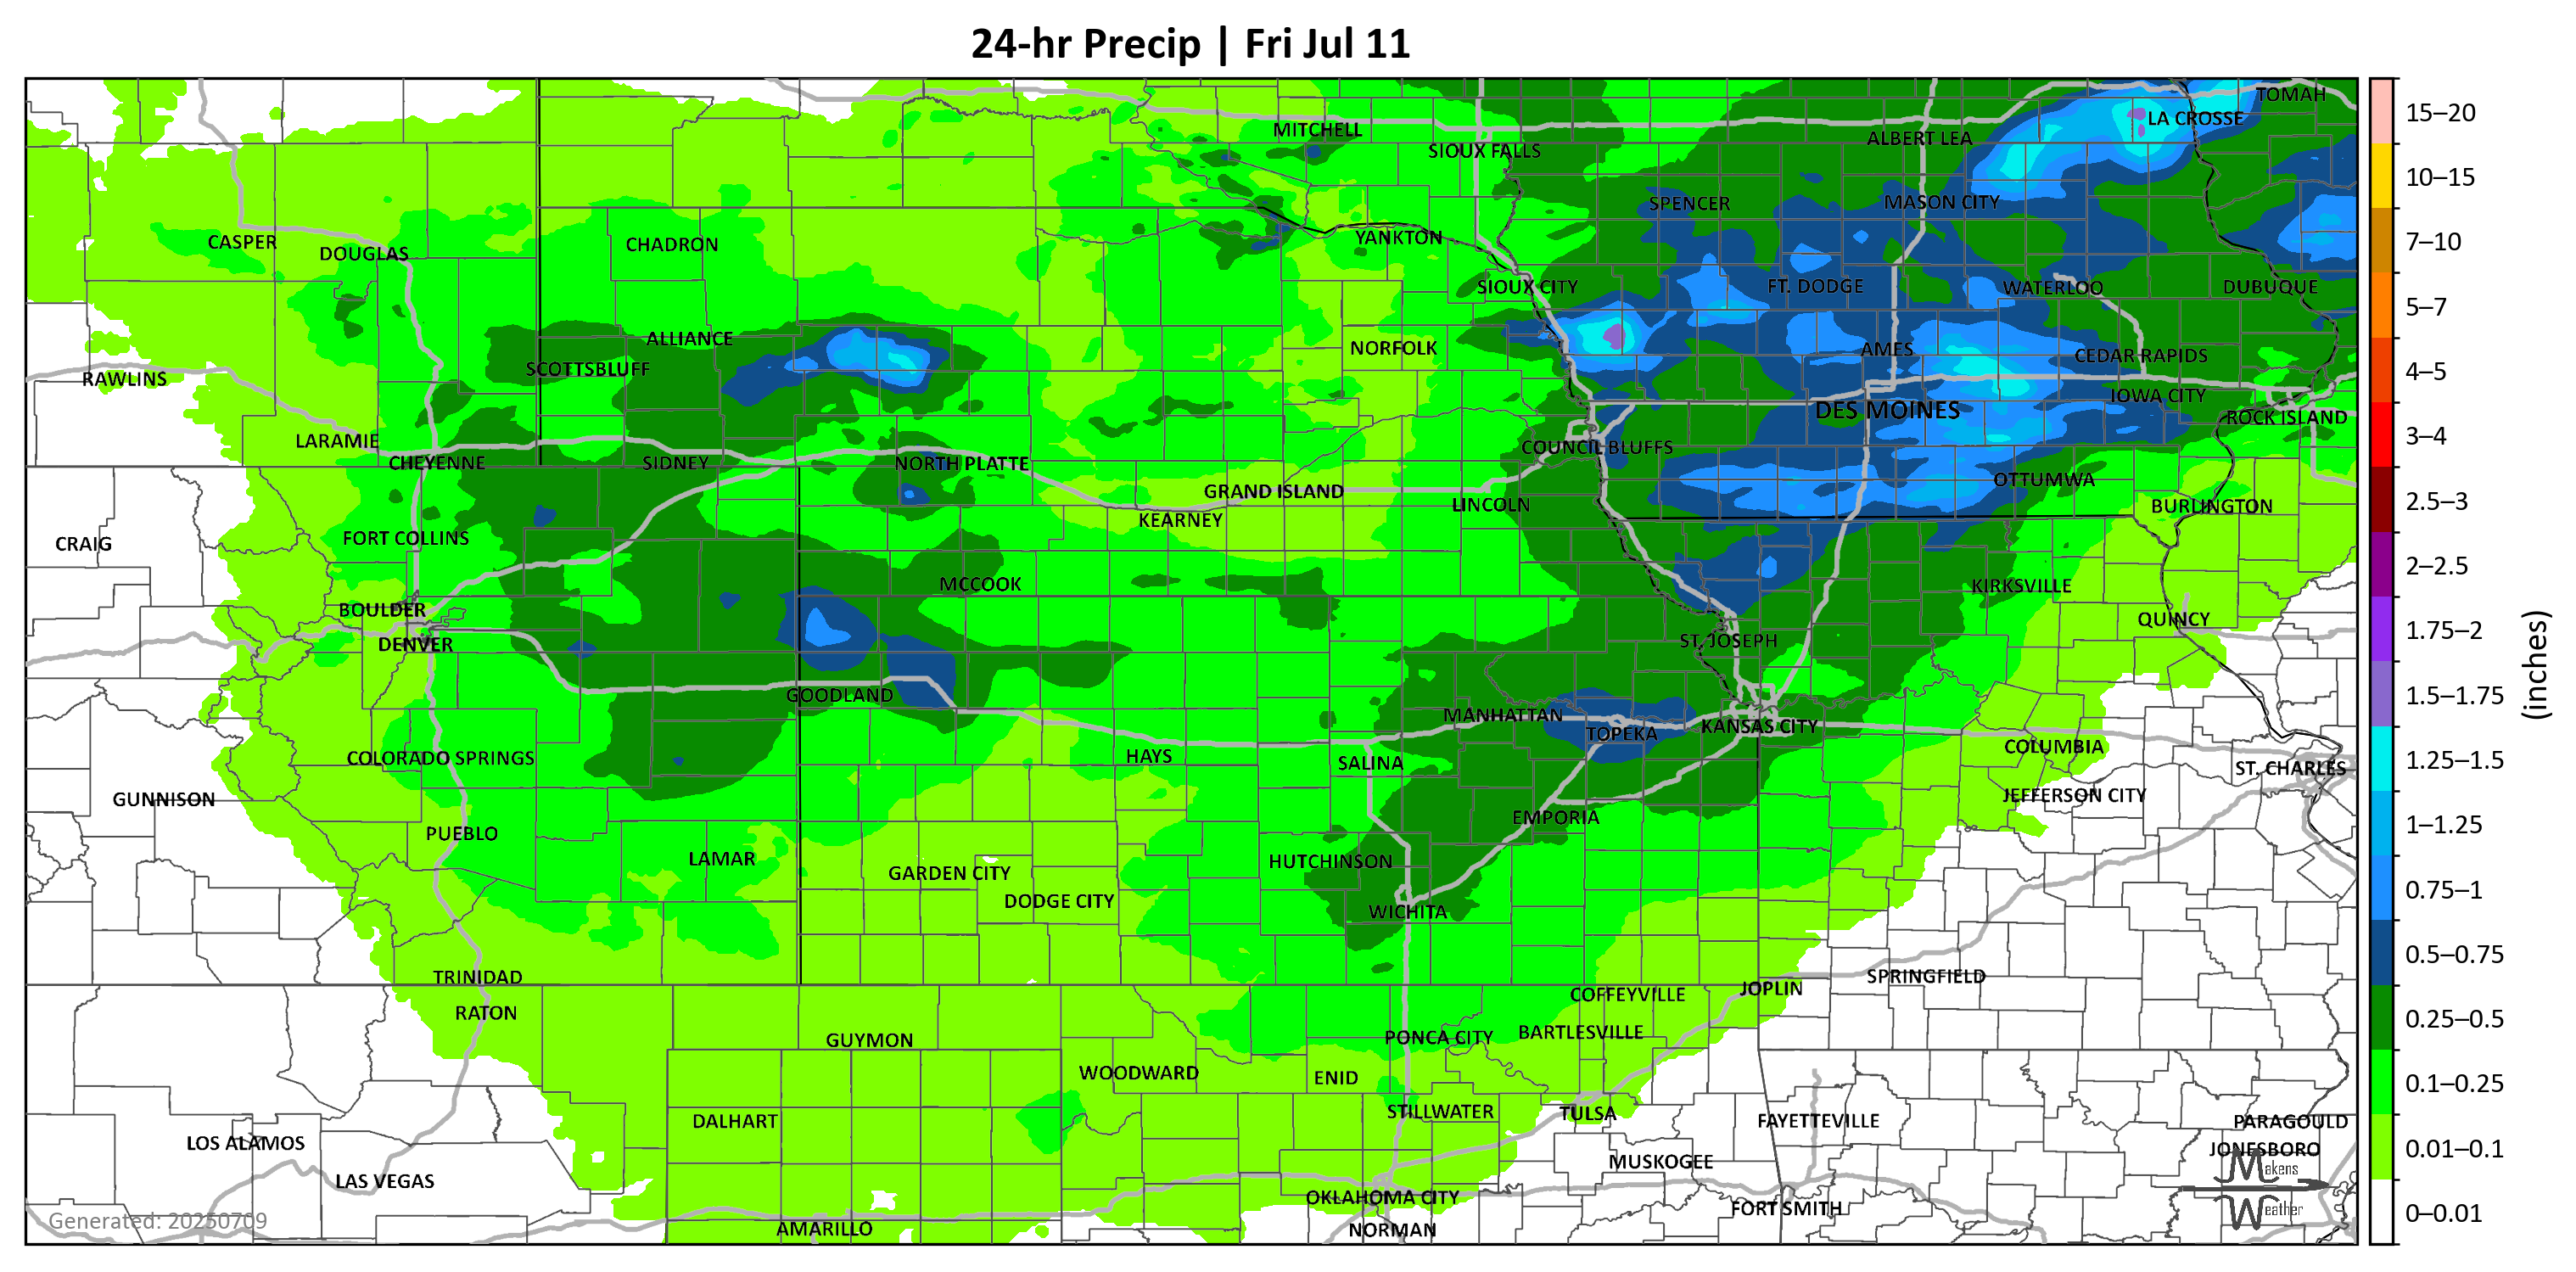 24-hr Precip | Fri Jul 11
TOMAH
LA CROSSE
MITCHELL
ALBERT LEA
SIOUX FALLS
SPENCER
MASON CITY
YANKTON
CASPER
DOUGLAS
CHADRON
SIOUX CITY
FT. DODGE
WATERLOO
DUBUQUE
ALLIANCE
NORFOLK
AMES
CEDAR RAPIDS
SCOTTSBLUFF
RAWLINS
IOWA CITY
DES MOINES
ROCK ISLAND
LARAMIE
COUNCIL BLUFFS
CHEYENNE
SIDNEY
NORTH PLATTE
GRAND ISLAND
OTTUMWA
LINCOLN
BURLINGTON
KEARNEY
FORT COLLINS
CRAIG
MCCOOK
KIRKSVILLE
BOULDER
QUINCY
DENVER
ST. JOSEPH
GOODLAND
MANHATTAN
TOPEKA
KANSAS CITY
COLUMBIA
COLORADO SPRINGS
HAYS
SALINA
ST. CHARLES
GUNNISON
JEFFERSON CITY
EMPORIA
PUEBLO
LAMAR
HUTCHINSON
GARDEN CITY
DODGE CITY
WICHITA
TRINIDAD
SPRINGFIELD
JOPLIN
COFFEYVILLE
RATON
GUYMON
PONCA CITY
BARTLESVILLE
WOODWARD
ENID
STILLWATER
TULSA
DALHART
FAYETTEVILLE
PARAGOULD
LOS ALAMOS
JONESBORO
MUSKOGEE
LAS VEGAS
OKLAHOMA CITY
FORT SMITH
AMARILLO
NORMAN
Makens
Weather
Generated: 20250709
15–20
10–15
7–10
5–7
4–5
3–4
2.5–3
2–2.5
1.75–2
1.5–1.75
1.25–1.5
1–1.25
0.75–1
0.5–0.75
0.25–0.5
0.1–0.25
0.01–0.1
0–0.01
(inches)